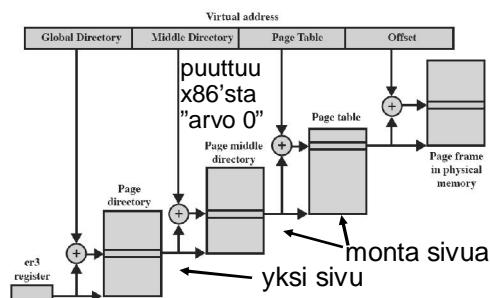 Virtual address
Global Directory Middle Directory Page Table Offset
puuttuu
x86'sta
"arvo 0"
Page table
Page middle
directory
Page frame
in physical
memory
Page
directory
monta sivua
yksi sivu
cr3
register